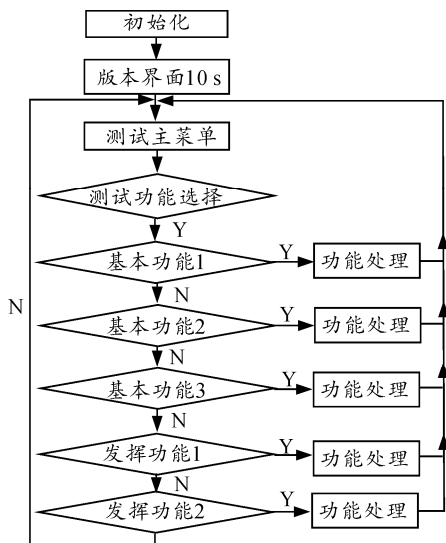 初始化
版本界面10 s
测试主菜单
测试功能选择
Y
基本功能1
Y
功能处理
N
N
基本功能2
Y
功能处理
N
基本功能3
Y
功能处理
N
发挥功能1
Y
功能处理
N
发挥功能2
Y
功能处理